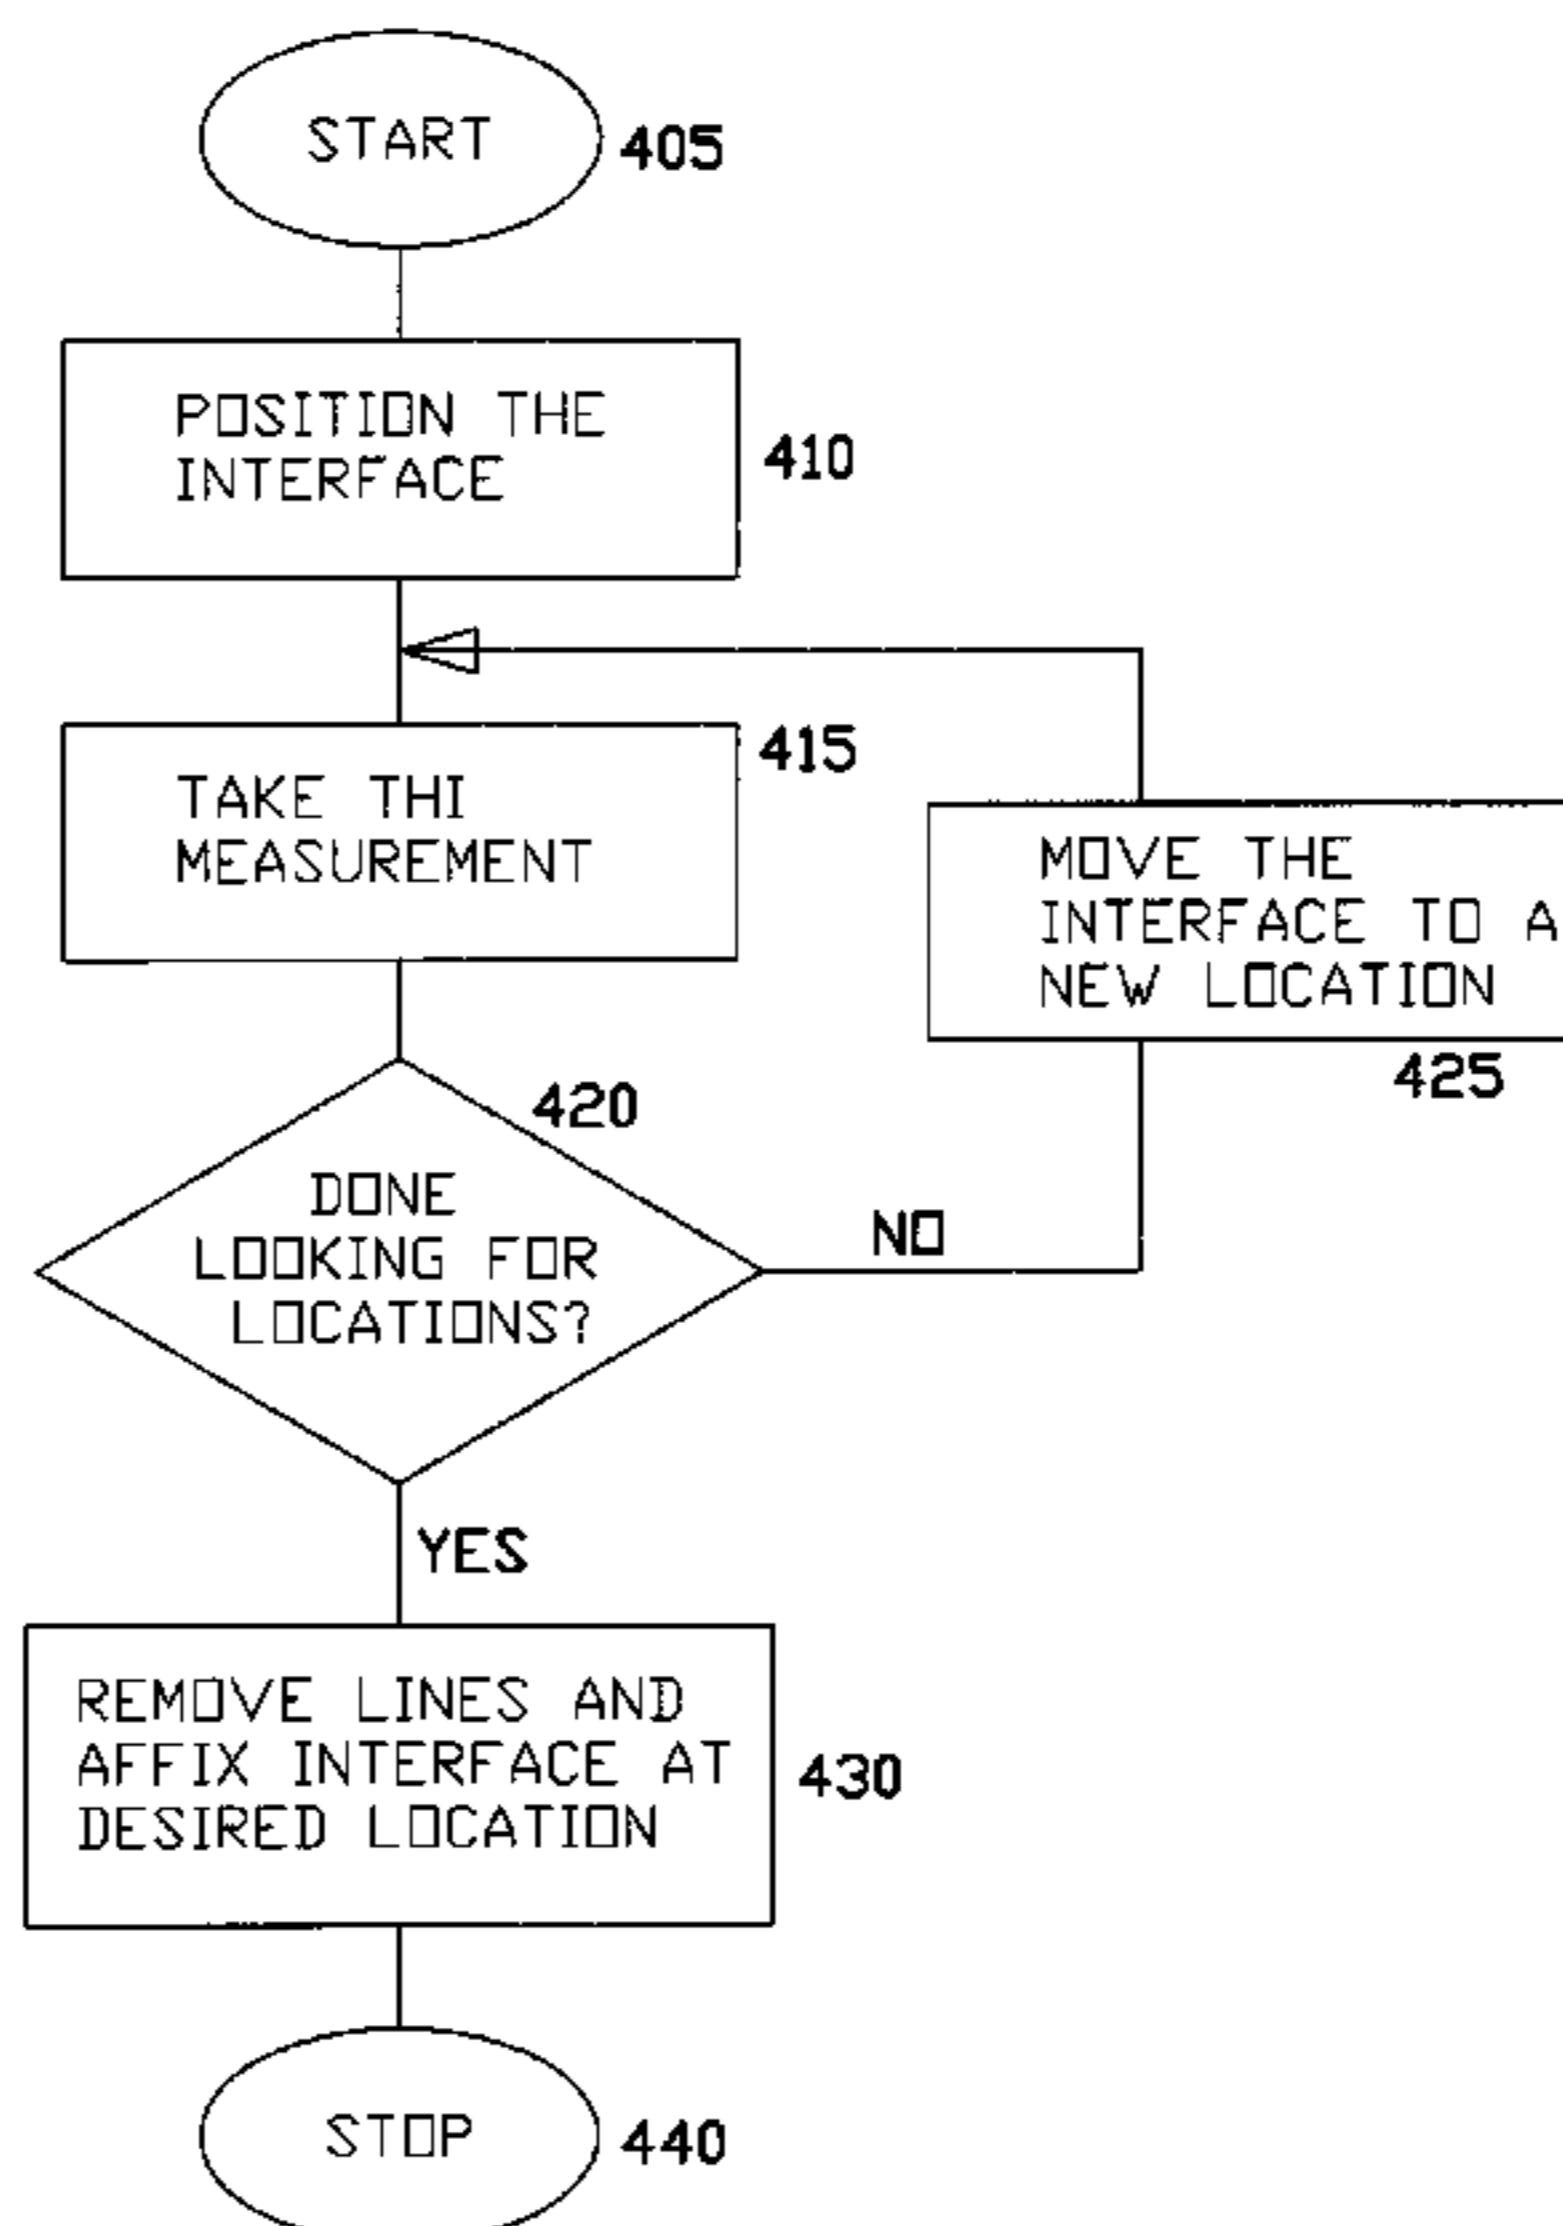 START
405
POSITION THE
INTERFACE
410
TAKE THI
MEASUREMENT
415
MOVE THE
INTERFACE TO A
NEW LOCATION
425
420
DONE
LOOKING FOR
LOCATIONS?
NO
YES
REMOVE LINES AND
AFFIX INTERFACE AT
DESIRED LOCATION
430
STOP
440